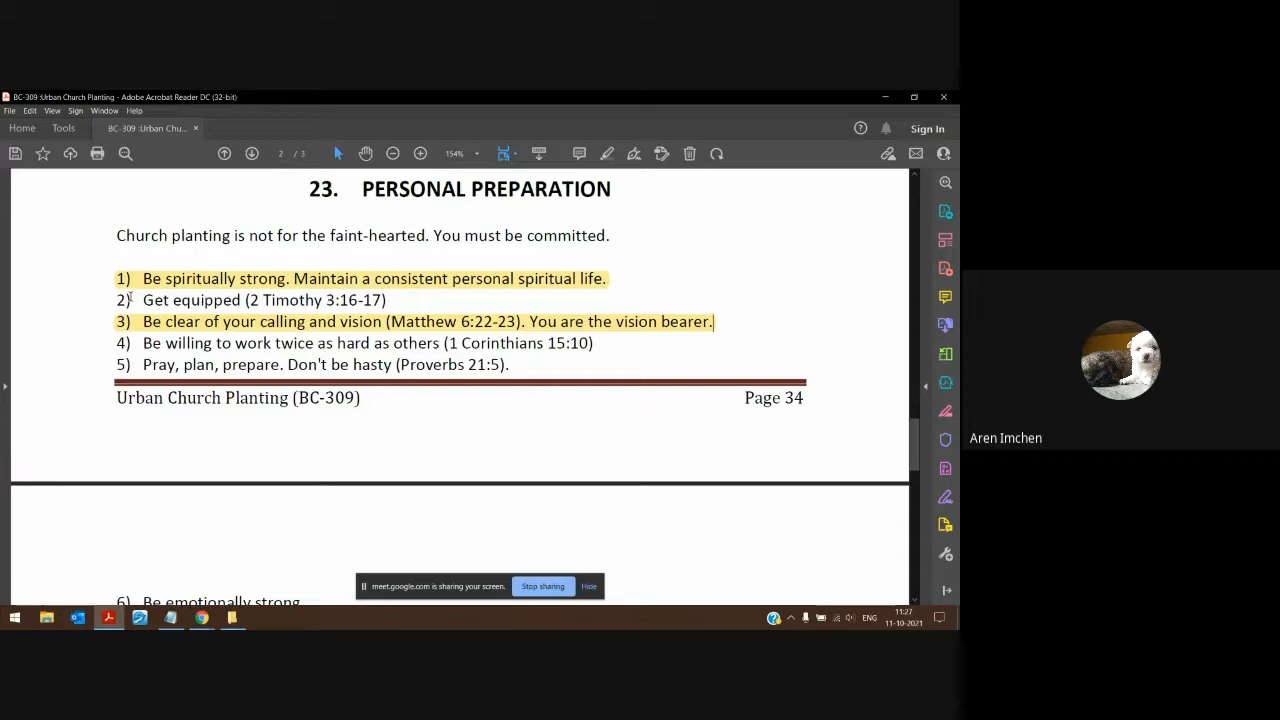 BC-309 :Urban Church Planting - Adobe Acrobat Reader DC (32-bit)
File Edit View Sign Window Help
Home Tools BC-309 :Urban Chu... × Sign In
2 / 3 154%
23. PERSONAL PREPARATION
Church planting is not for the faint-hearted. You must be committed.
1) Be spiritually strong. Maintain a consistent personal spiritual life.
2) Get equipped (2 Timothy 3:16-17)
3) Be clear of your calling and vision (Matthew 6:22-23). You are the vision bearer.
4) Be willing to work twice as hard as others (1 Corinthians 15:10)
5) Pray, plan, prepare. Don't be hasty (Proverbs 21:5).
Urban Church Planting (BC-309) Page 34
Aren Imchen
meet.google.com is sharing your screen. Stop sharing Hide
6) Be emotionally strong
ENG 11:27
11-10-2021